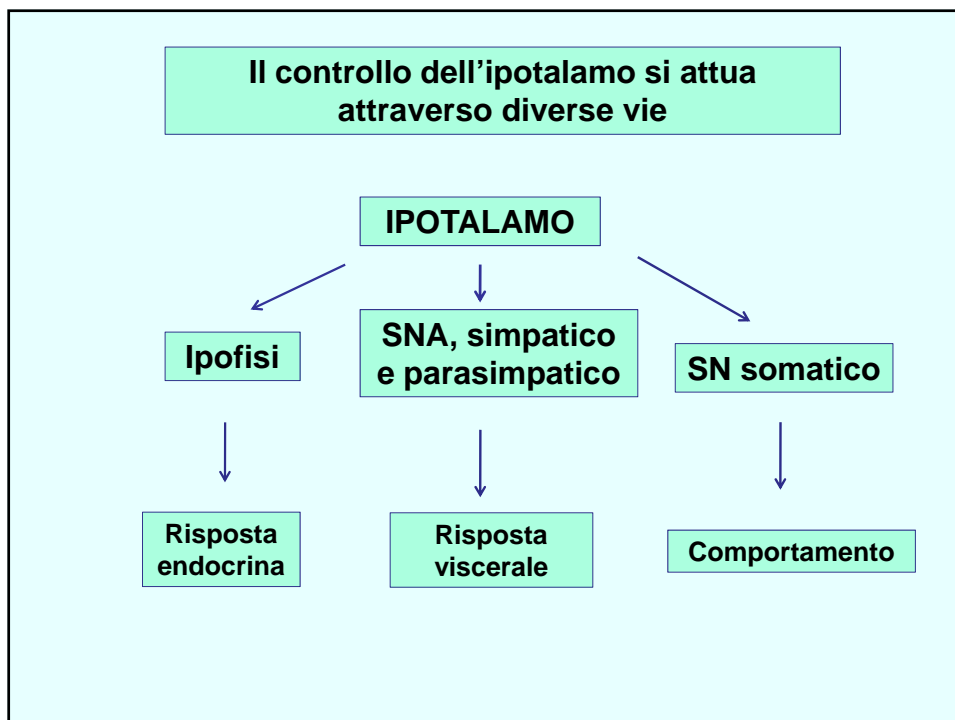 Il controllo dell’ipotalamo si attua
attraverso diverse vie
IPOTALAMO
Ipofisi
SNA, simpatico
e parasimpatico
SN somatico
Risposta
endocrina
Risposta
viscerale
Comportamento